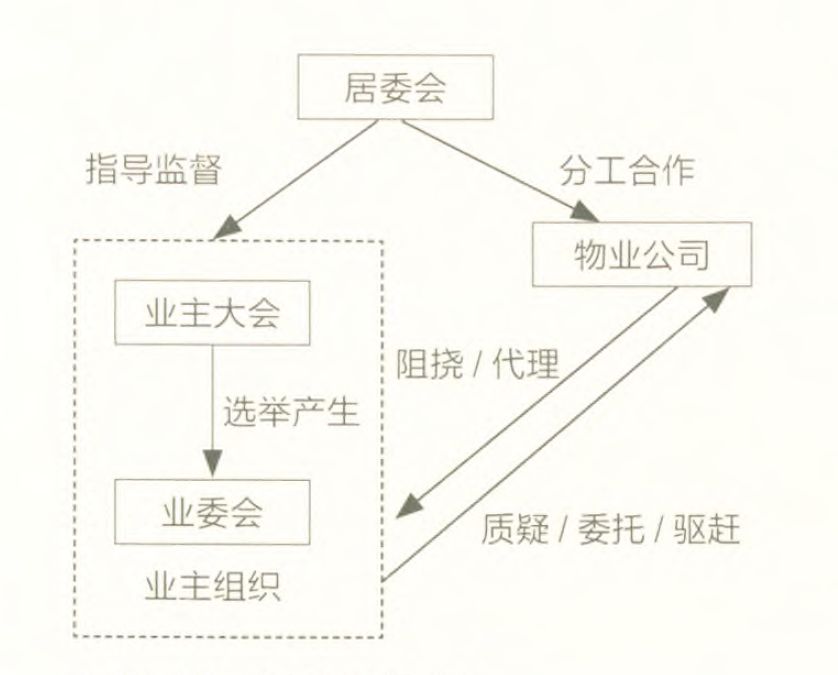 居委会
指导监督
分工合作
物业公司
业主大会
阻挠 / 代理
选举产生
业委会
质疑 / 委托 / 驱赶
业主组织